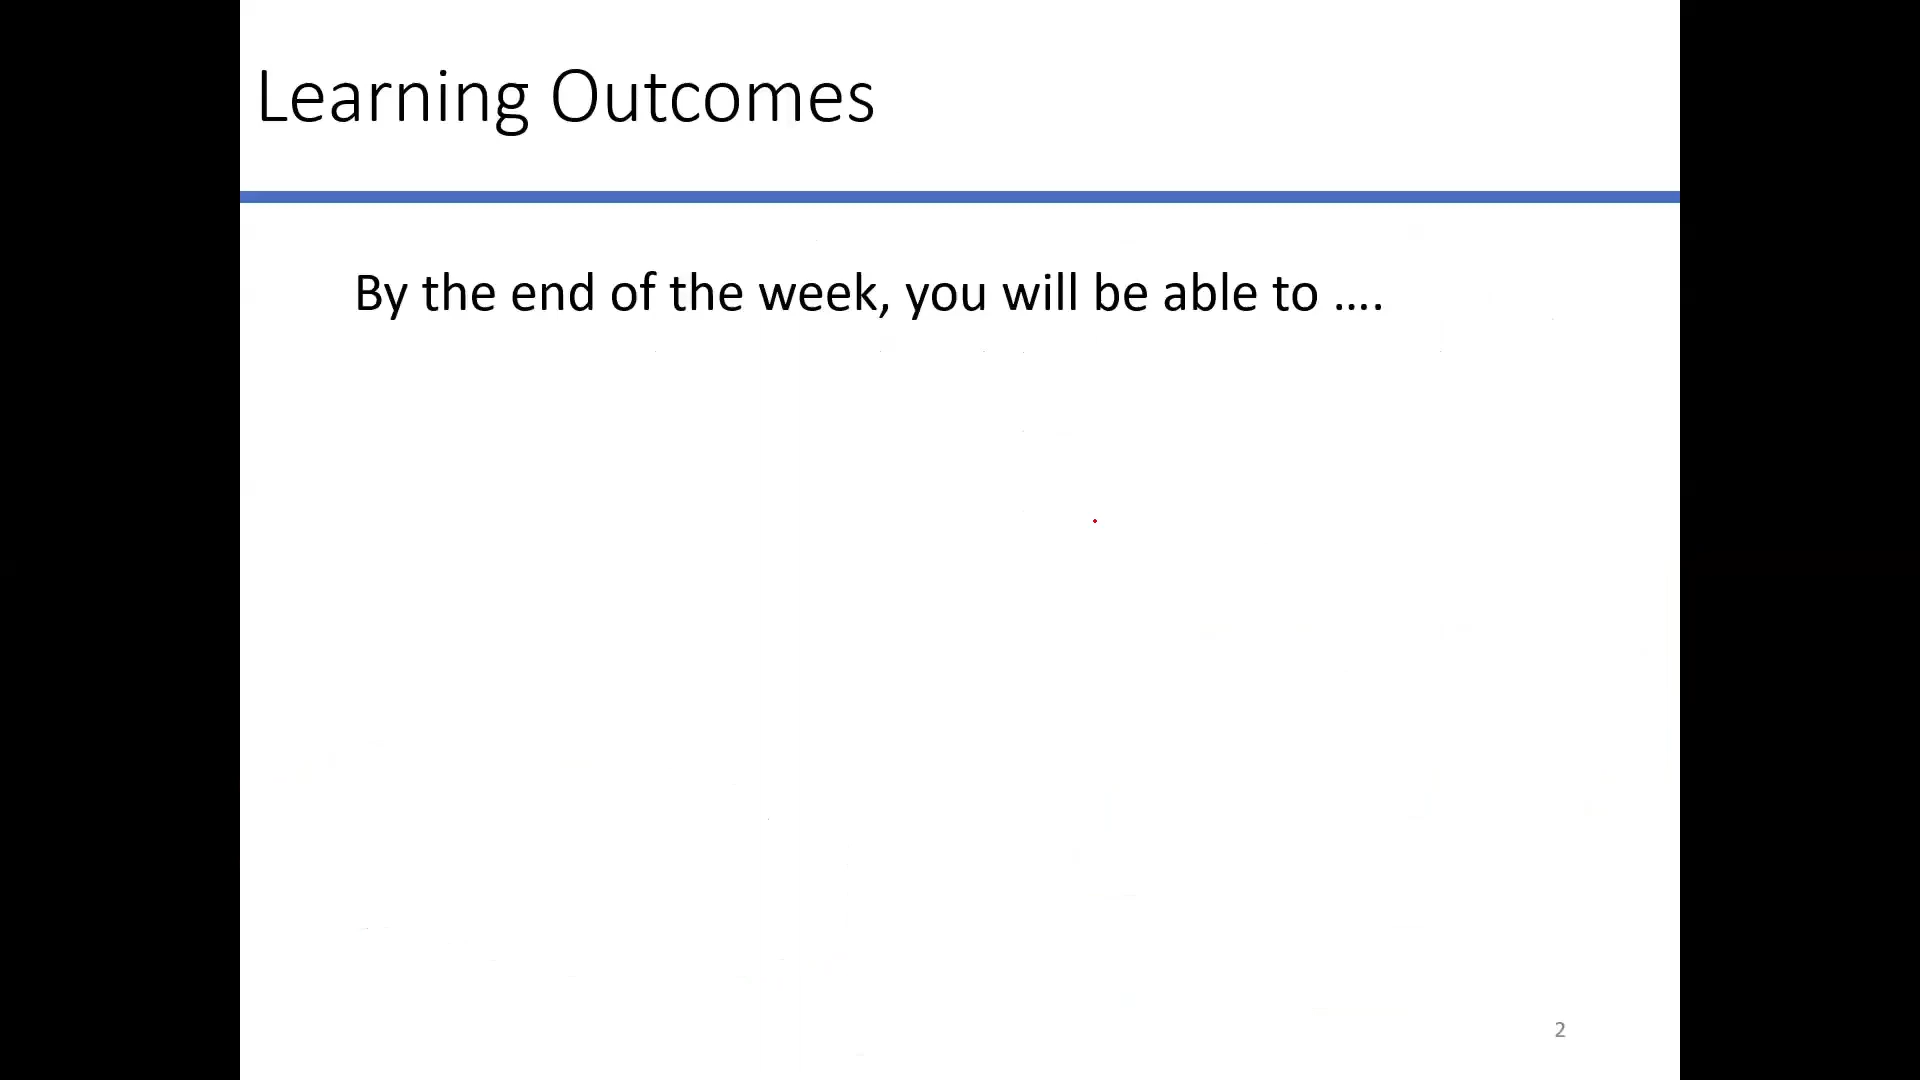 Learning Outcomes
By the end of the week, you will be able to ....
2